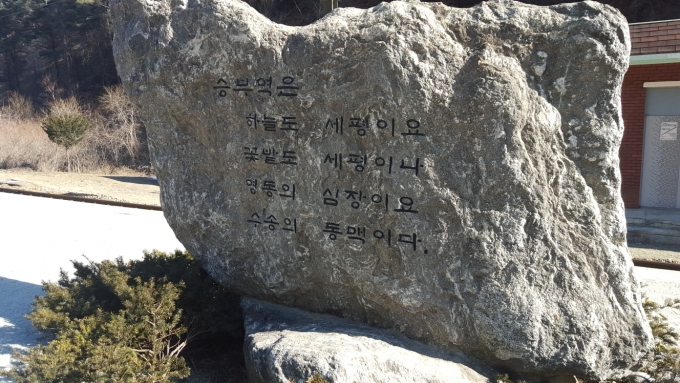 승부역은
하늘도 세평이요
꽃밭도 세평이나
영동의 심장이요
수송의 동맥이다.